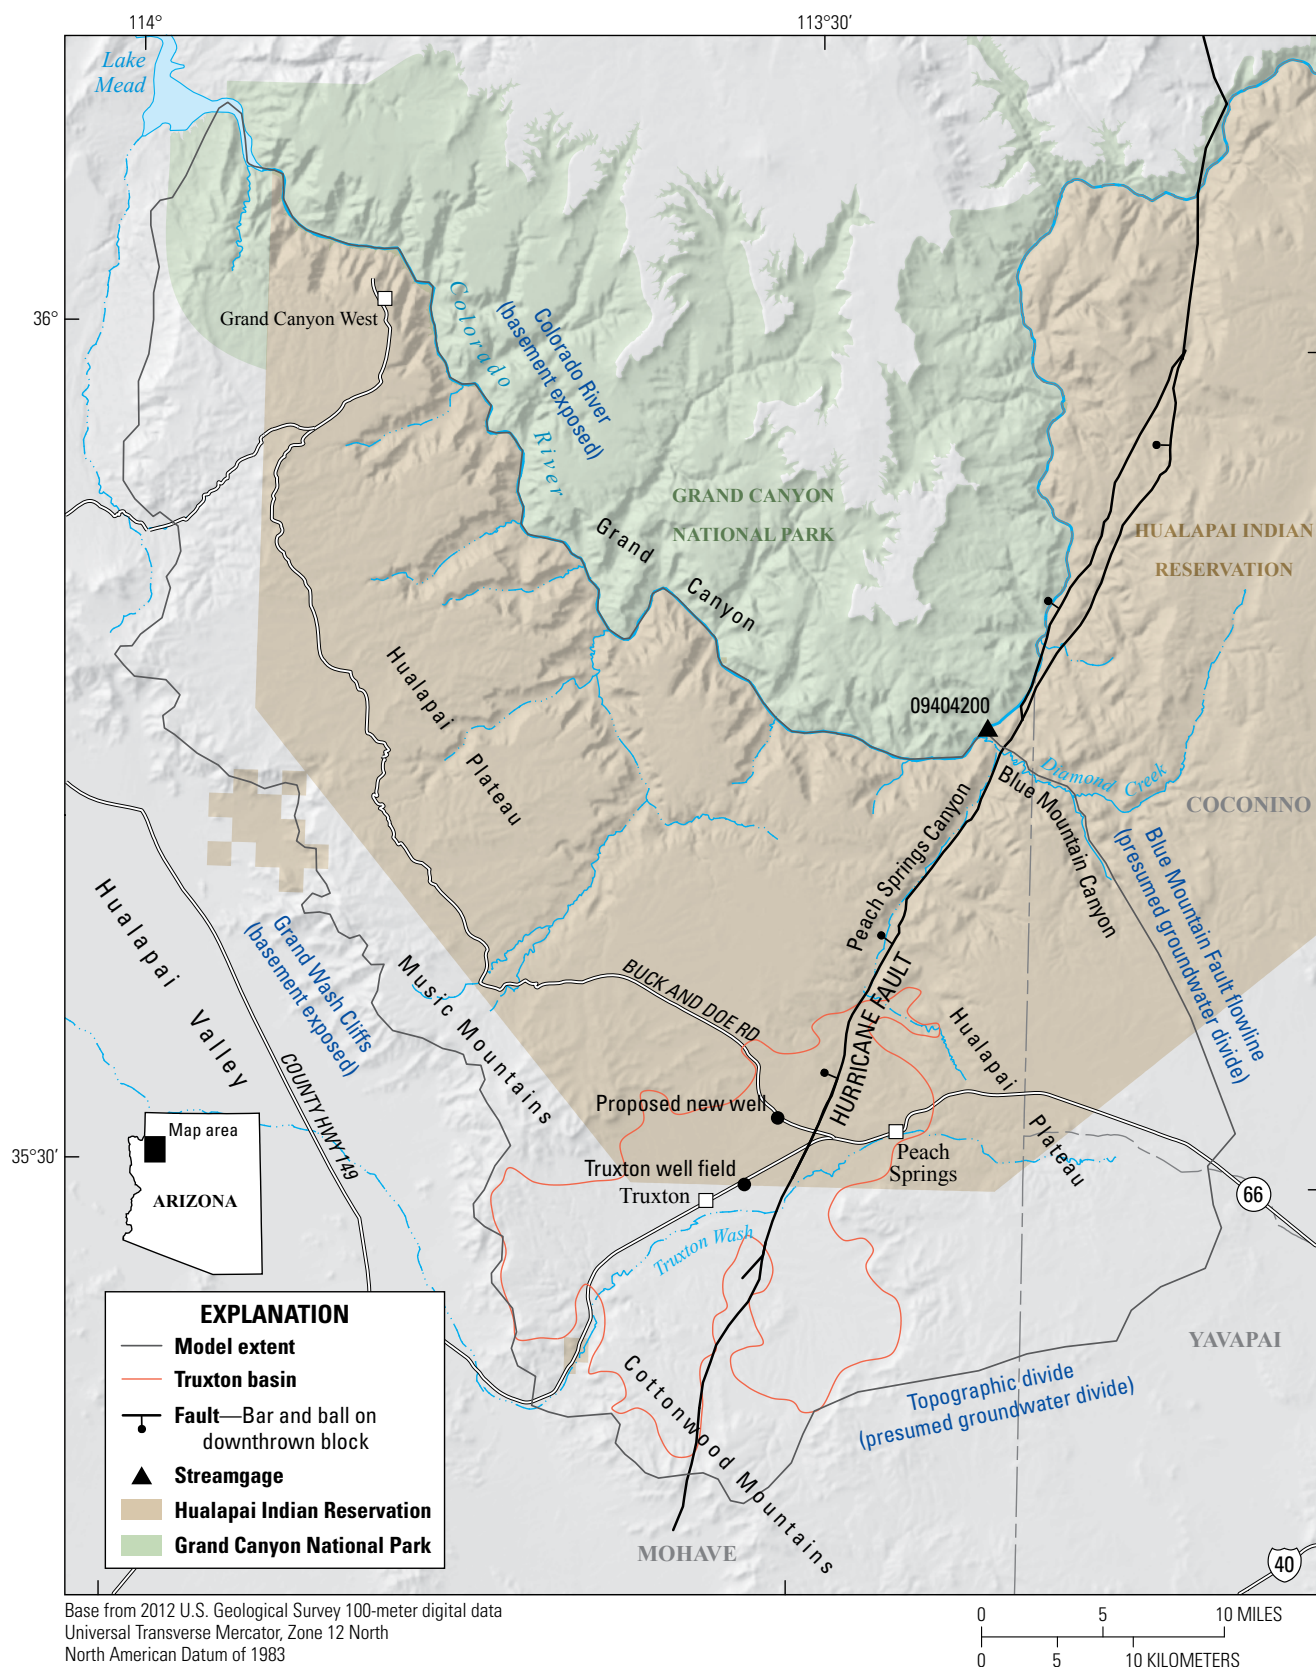 114°
113°30′
Lake
Mead
36°
Grand Canyon West
Colorado
River
Colorado River
(basement exposed)
GRAND CANYON
NATIONAL PARK
Grand
Canyon
HUALAPAI INDIAN
RESERVATION
Hualapai
Plateau
09404200
Diamond Creek
COCONINO
Blue Mountain Canyon
Peach Springs Canyon
Blue Mountain Fault flowline
(presumed groundwater divide)
Hualapai
Valley
Grand Wash Cliffs
(basement exposed)
Music Mountains
BUCK AND DOE RD
HURRICANE FAULT
Hualapai
Plateau
COUNTY HWY 149
Proposed new well
Peach
Springs
35°30′
Truxton well field
Truxton
66
Truxton Wash
Map area
ARIZONA
YAVAPAI
Cottonwood Mountains
Topographic divide
(presumed groundwater divide)
MOHAVE
40
EXPLANATION
Model extent
Truxton basin
Fault—Bar and ball on
downthrown block
Streamgage
Hualapai Indian Reservation
Grand Canyon National Park
Base from 2012 U.S. Geological Survey 100-meter digital data
Universal Transverse Mercator, Zone 12 North
North American Datum of 1983
0 5 10 MILES
0 5 10 KILOMETERS